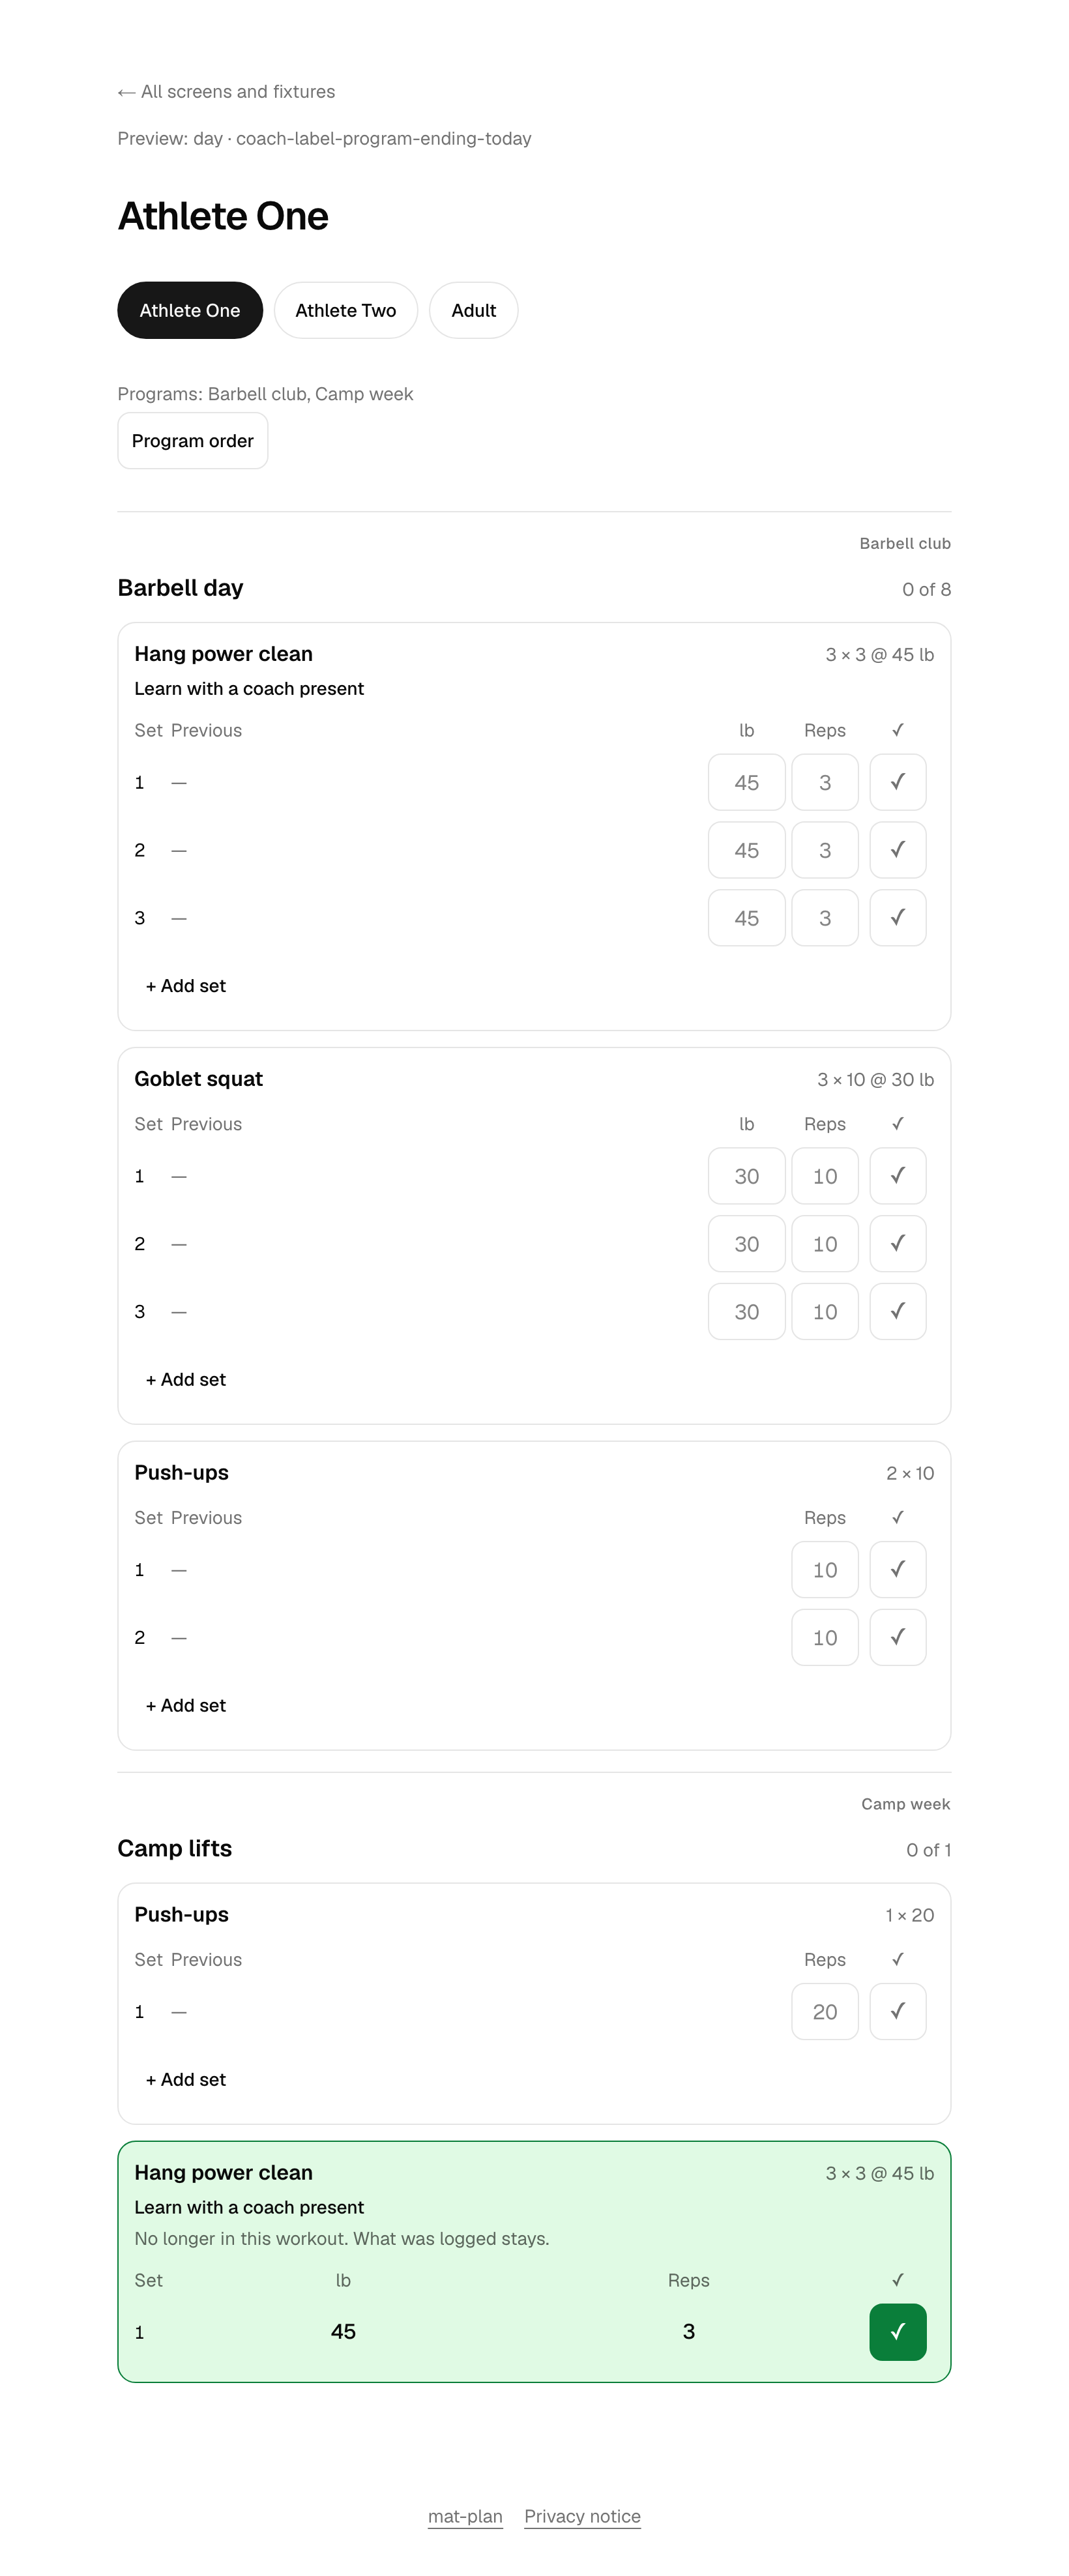 ← All screens and fixtures
Preview: day · coach-label-program-ending-today
Athlete One
Athlete One Athlete Two Adult
Programs: Barbell club, Camp week
Program order
Barbell club
Barbell day 0 of 8
Hang power clean 3 × 3 @ 45 lb
Learn with a coach present
Set Previous lb Reps ✓
1 — 45 3 ✓
2 — 45 3 ✓
3 — 45 3 ✓
+ Add set
Goblet squat 3 × 10 @ 30 lb
Set Previous lb Reps ✓
1 — 30 10 ✓
2 — 30 10 ✓
3 — 30 10 ✓
+ Add set
Push-ups 2 × 10
Set Previous Reps ✓
1 — 10 ✓
2 — 10 ✓
+ Add set
Camp week
Camp lifts 0 of 1
Push-ups 1 × 20
Set Previous Reps ✓
1 — 20 ✓
+ Add set
Hang power clean 3 × 3 @ 45 lb
Learn with a coach present
No longer in this workout. What was logged stays.
Set lb Reps ✓
1 45 3 ✓
mat-plan Privacy notice